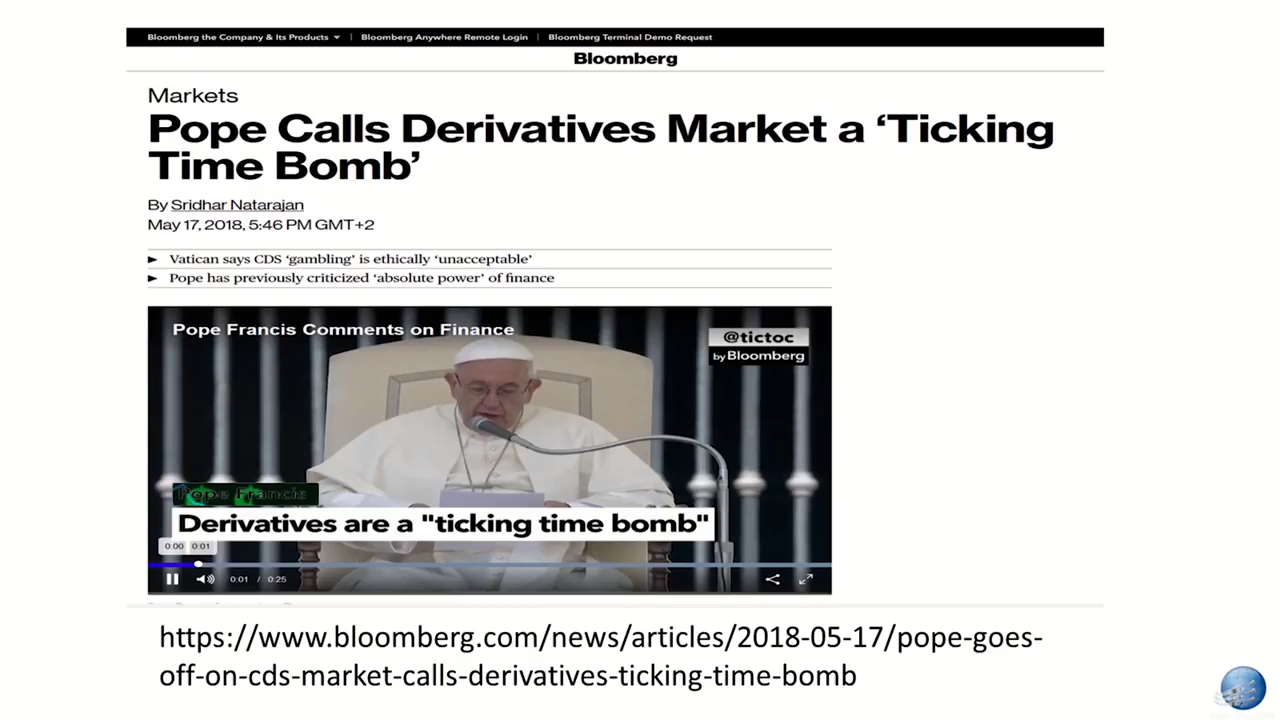 Bloomberg the Company & Its Products ▾ | Bloomberg Anywhere Remote Login | Bloomberg Terminal Demo Request
Bloomberg
Markets
Pope Calls Derivatives Market a ‘Ticking
Time Bomb’
By Sridhar Natarajan
May 17, 2018, 5:46 PM GMT+2
► Vatican says CDS ‘gambling’ is ethically ‘unacceptable’
► Pope has previously criticized ‘absolute power’ of finance
Pope Francis Comments on Finance
@tictoc
by Bloomberg
Pope Francis
Derivatives are a "ticking time bomb"
0:00 0:01
0:01 / 0:25
https://www.bloomberg.com/news/articles/2018-05-17/pope-goes-
off-on-cds-market-calls-derivatives-ticking-time-bomb